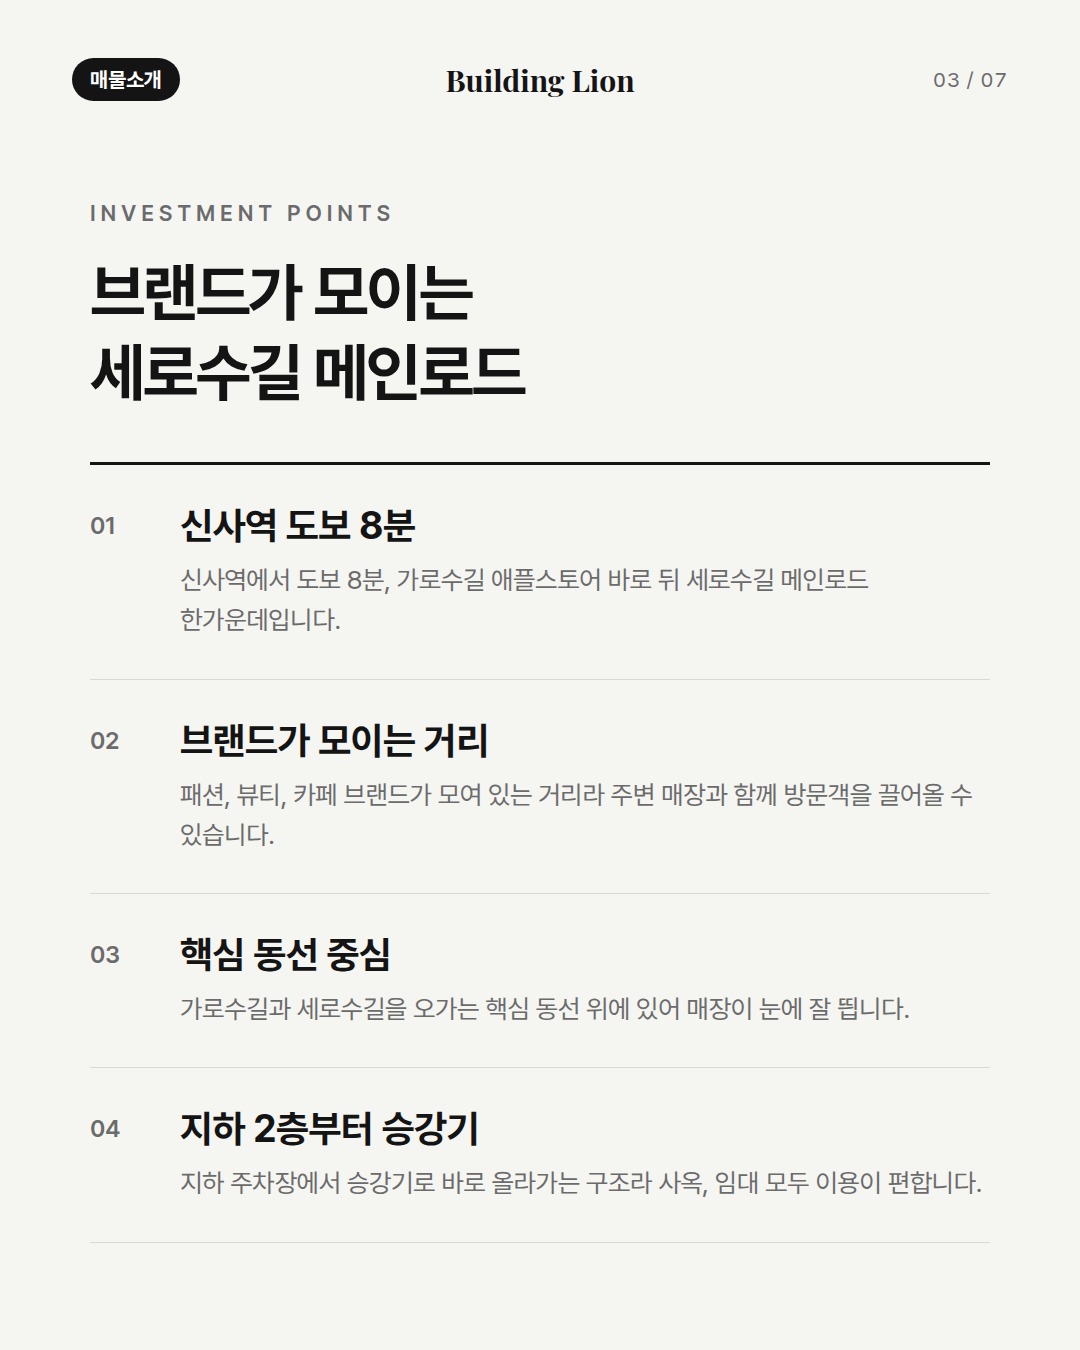 매물소개
Building Lion
03 / 07
INVESTMENT POINTS
브랜드가 모이는
세로수길 메인로드
01
신사역 도보 8분
신사역에서 도보 8분, 가로수길 애플스토어 바로 뒤 세로수길 메인로드
한가운데입니다.
02
브랜드가 모이는 거리
패션, 뷰티, 카페 브랜드가 모여 있는 거리라 주변 매장과 함께 방문객을 끌어올 수
있습니다.
03
핵심 동선 중심
가로수길과 세로수길을 오가는 핵심 동선 위에 있어 매장이 눈에 잘 띕니다.
04
지하 2층부터 승강기
지하 주차장에서 승강기로 바로 올라가는 구조라 사옥, 임대 모두 이용이 편합니다.